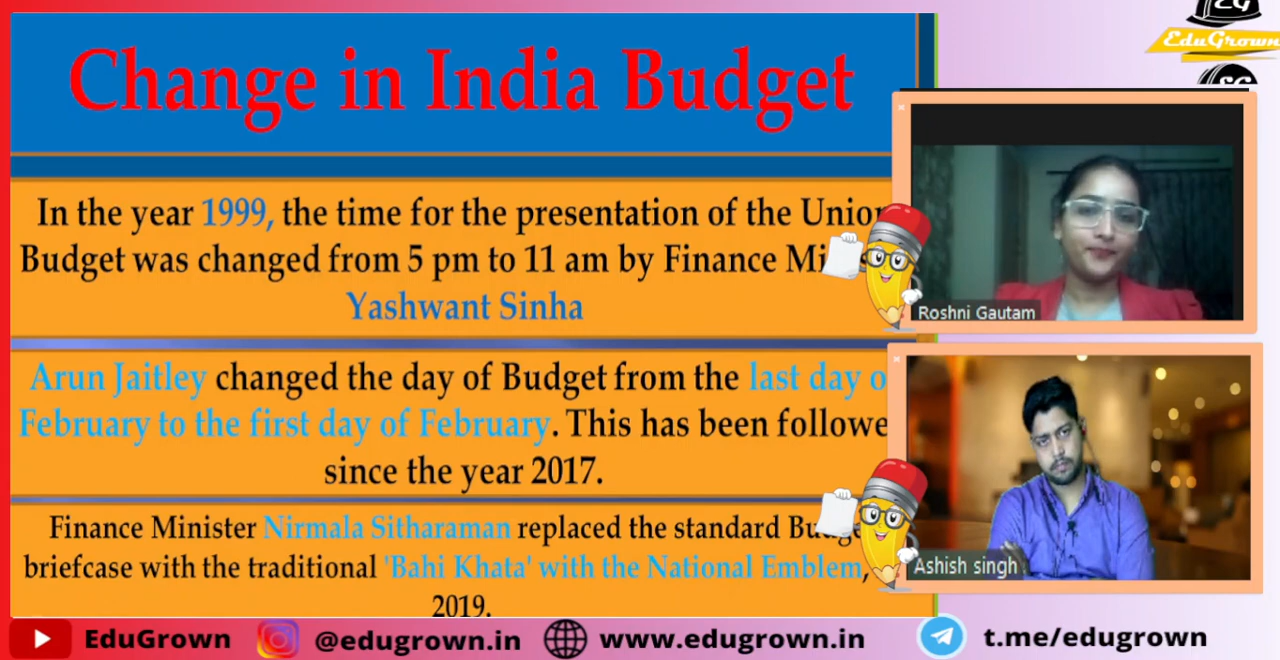 EG
EduGrown
Change in India Budget
In the year 1999, the time for the presentation of the Union
Budget was changed from 5 pm to 11 am by Finance
Yashwant Sinha
Arun Jaitley changed the day of Budget from the last day
February to the first day of February. This has been
since the year 2017.
Finance Minister Nirmala Sitharaman replaced the standard
briefcase with the traditional 'Bahi Khata' with the National Emblem,
2019.
Roshni Gautam
Ashish singh
EduGrown
@edugrown.in
www.edugrown.in
t.me/edugrown